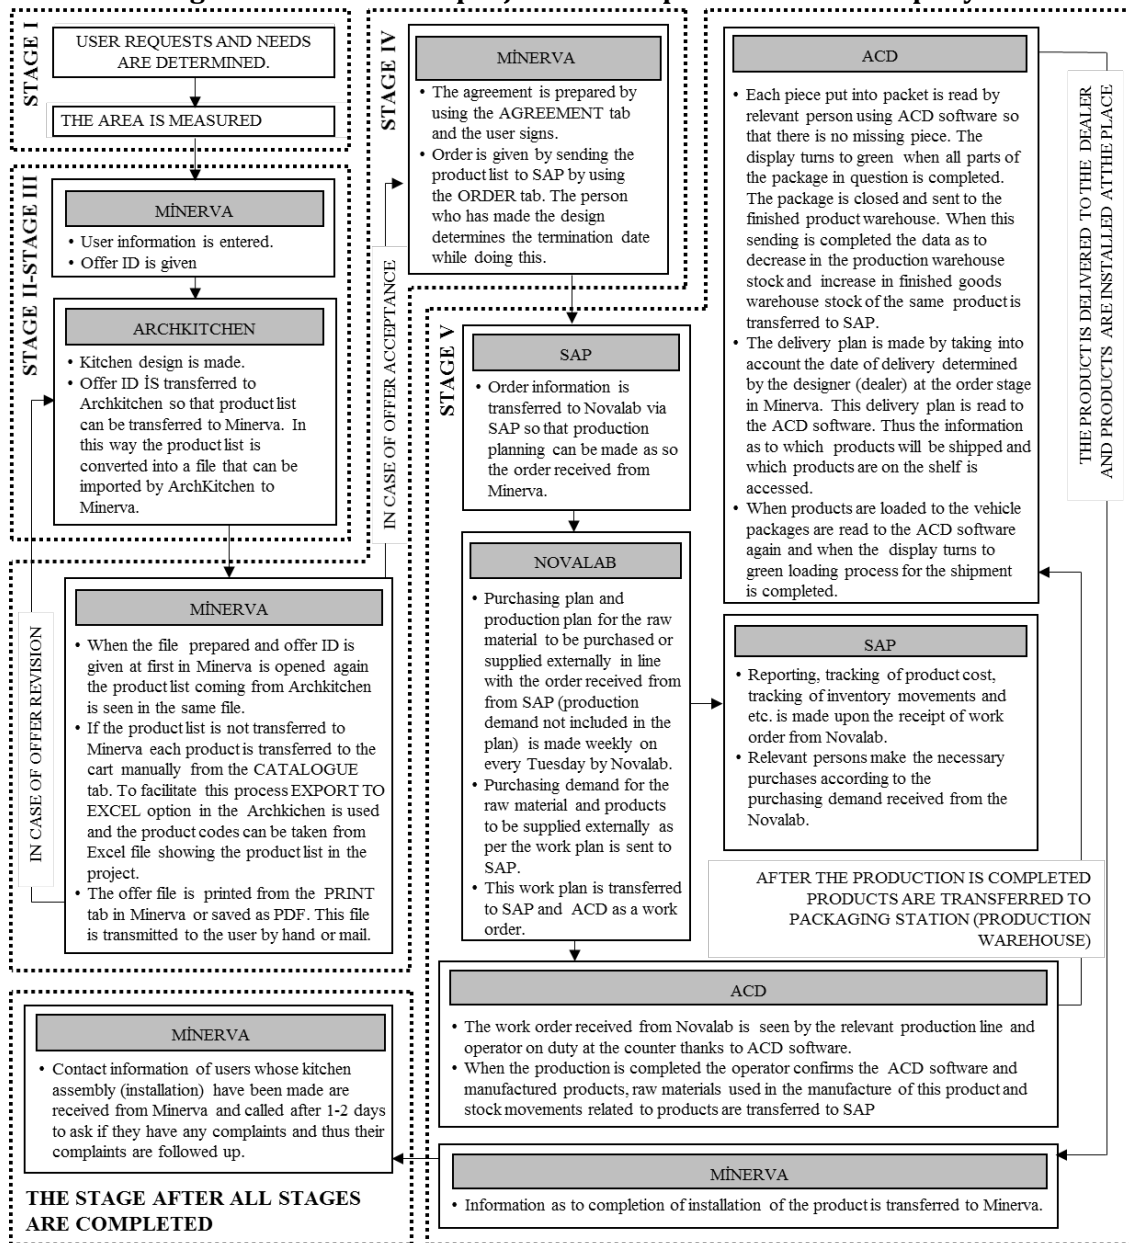 STAGE I
USER REQUESTS AND NEEDS
ARE DETERMINED.
THE AREA IS MEASURED
STAGE II-STAGE III
MİNERVA
• User information is entered.
• Offer ID is given
ARCHKITCHEN
• Kitchen design is made.
• Offer ID İS transferred to
Archkitchen so that product list
can be transferred to Minerva. In
this way the product list is
converted into a file that can be
imported by ArchKitchen to
Minerva.
IN CASE OF OFFER REVISION
MİNERVA
• When the file prepared and offer ID is
given at first in Minerva is opened again
the product list coming from Archkitchen
is seen in the same file.
• If the product list is not transferred to
Minerva each product is transferred to the
cart manually from the CATALOGUE
tab. To facilitate this process EXPORT TO
EXCEL option in the Archkichen is used
and the product codes can be taken from
Excel file showing the product list in the
project.
• The offer file is printed from the PRINT
tab in Minerva or saved as PDF. This file
is transmitted to the user by hand or mail.
IN CASE OF OFFER ACCEPTANCE
STAGE IV
MİNERVA
• The agreement is prepared by
using the AGREEMENT tab
and the user signs.
• Order is given by sending the
product list to SAP by using
the ORDER tab. The person
who has made the design
determines the termination date
while doing this.
STAGE V
SAP
• Order information is
transferred to Novalab via
SAP so that production
planning can be made as so
the order received from
Minerva.
NOVALAB
• Purchasing plan and
production plan for the raw
material to be purchased or
supplied externally in line
with the order received from
from SAP (production
demand not included in the
plan) is made weekly on
every Tuesday by Novalab.
• Purchasing demand for the
raw material and products
to be supplied externally as
per the work plan is sent to
SAP.
• This work plan is transferred
to SAP and ACD as a work
order.
SAP
• Reporting, tracking of product cost,
tracking of inventory movements and
etc. is made upon the receipt of work
order from Novalab.
• Relevant persons make the necessary
purchases according to the
purchasing demand received from the
Novalab.
ACD
• The work order received from Novalab is seen by the relevant production line and
operator on duty at the counter thanks to ACD software.
• When the production is completed the operator confirms the ACD software and
manufactured products, raw materials used in the manufacture of this product and
stock movements related to products are transferred to SAP
AFTER THE PRODUCTION IS COMPLETED
PRODUCTS ARE TRANSFERRED TO
PACKAGING STATION (PRODUCTION
WAREHOUSE)
ACD
• Each piece put into packet is read by
relevant person using ACD software so
that there is no missing piece. The
display turns to green when all parts of
the package in question is completed.
The package is closed and sent to the
finished product warehouse. When this
sending is completed the data as to
decrease in the production warehouse
stock and increase in finished goods
warehouse stock of the same product is
transferred to SAP.
• The delivery plan is made by taking into
account the date of delivery determined
by the designer (dealer) at the order stage
in Minerva. This delivery plan is read to
the ACD software. Thus the information
as to which products will be shipped and
which products are on the shelf is
accessed.
• When products are loaded to the vehicle
packages are read to the ACD software
again and when the display turns to
green loading process for the shipment
is completed.
THE PRODUCT IS DELIVERED TO THE DEALER
AND PRODUCTS ARE INSTALLED AT THE PLACE
MİNERVA
• Information as to completion of installation of the product is transferred to Minerva.
MİNERVA
• Contact information of users whose kitchen
assembly (installation) have been made are
received from Minerva and called after 1-2 days
to ask if they have any complaints and thus their
complaints are followed up.
THE STAGE AFTER ALL STAGES
ARE COMPLETED